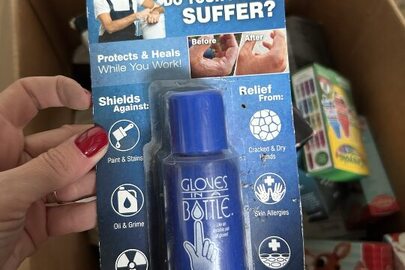 SUFFER?
Protects & Heals
While You Work!
Before
After
Shields
Against:
Relief
From:
Paint & Stains
Cracked & Dry
Hands
GLOVES
IN A
BOTTLE
Oil & Grime
Skin Allergies